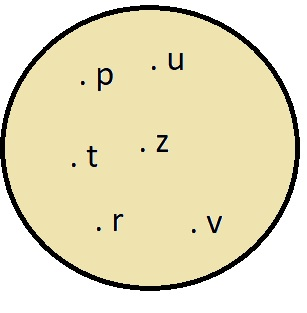 . p
. u
. t
. z
. r
. v